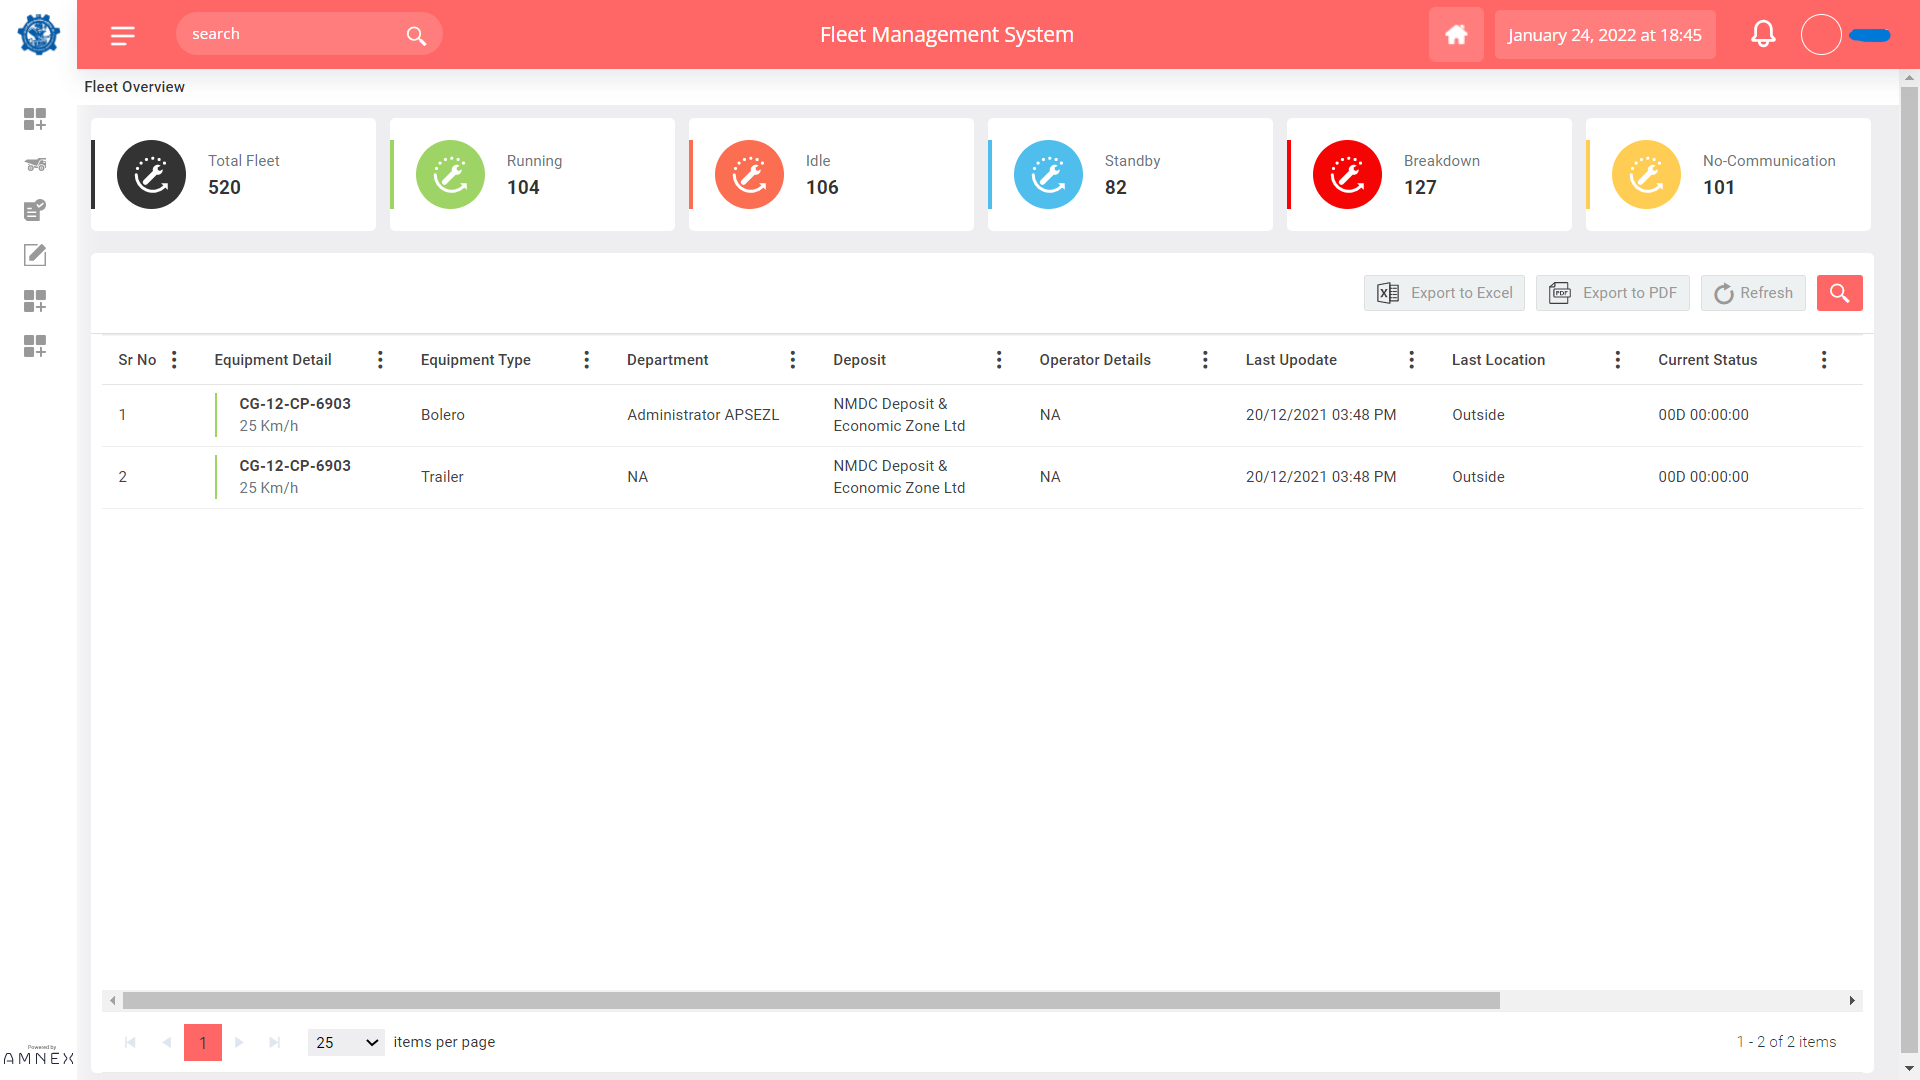 search
Fleet Management System
January 24, 2022 at 18:45
Fleet Overview
Total Fleet
520
Running
104
Idle
106
Standby
82
Breakdown
127
No-Communication
101
Export to Excel
PDF
Export to PDF
Refresh
Sr No Equipment Detail Equipment Type Department Deposit Operator Details Last Upodate Last Location Current Status
1 CG-12-CP-6903 Bolero Administrator APSEZL NMDC Deposit & NA 20/12/2021 03:48 PM Outside 00D 00:00:00
25 Km/h Economic Zone Ltd
2 CG-12-CP-6903 Trailer NA NMDC Deposit & NA 20/12/2021 03:48 PM Outside 00D 00:00:00
25 Km/h Economic Zone Ltd
1 25 items per page 1 - 2 of 2 items
Powered by
AMNEX